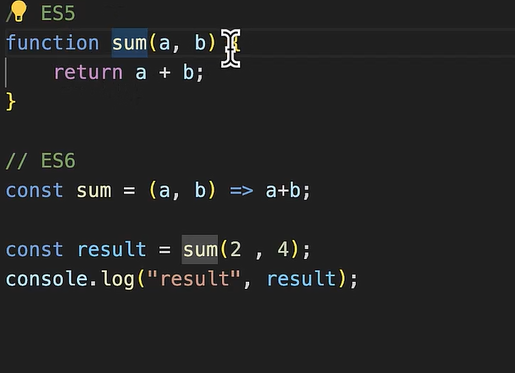 / ES5
function sum(a, b) {
return a + b;
}
// ES6
const sum = (a, b) => a+b;
const result = sum(2 , 4);
console.log("result", result);